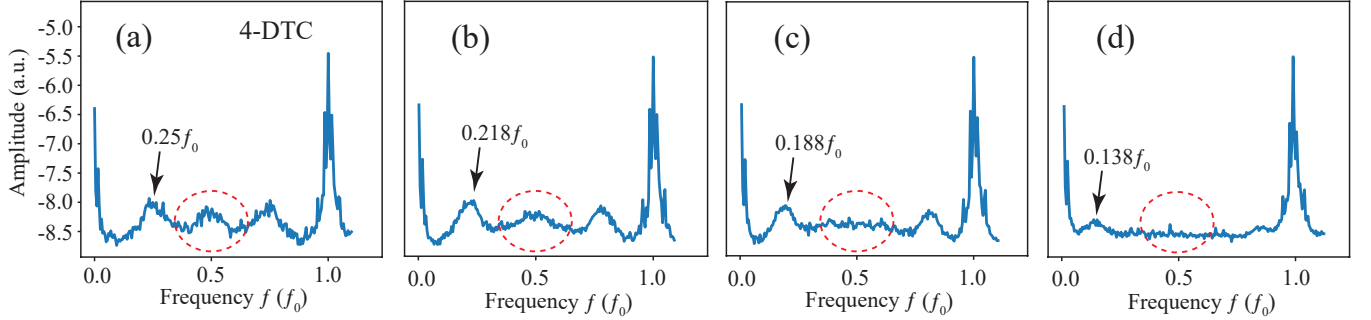 (a) 4-DTC (b) (c) (d)
-5.0
-5.5
-6.0
-6.5
-7.0
-7.5
-8.0
-8.5
Amplitude (a.u.)
0.25f₀ 0.218f₀ 0.188f₀ 0.138f₀
0.0 0.5 1.0 0.0 0.5 1.0 0.0 0.5 1.0 0.0 0.5 1.0
Frequency f (f₀) Frequency f (f₀) Frequency f (f₀) Frequency f (f₀)